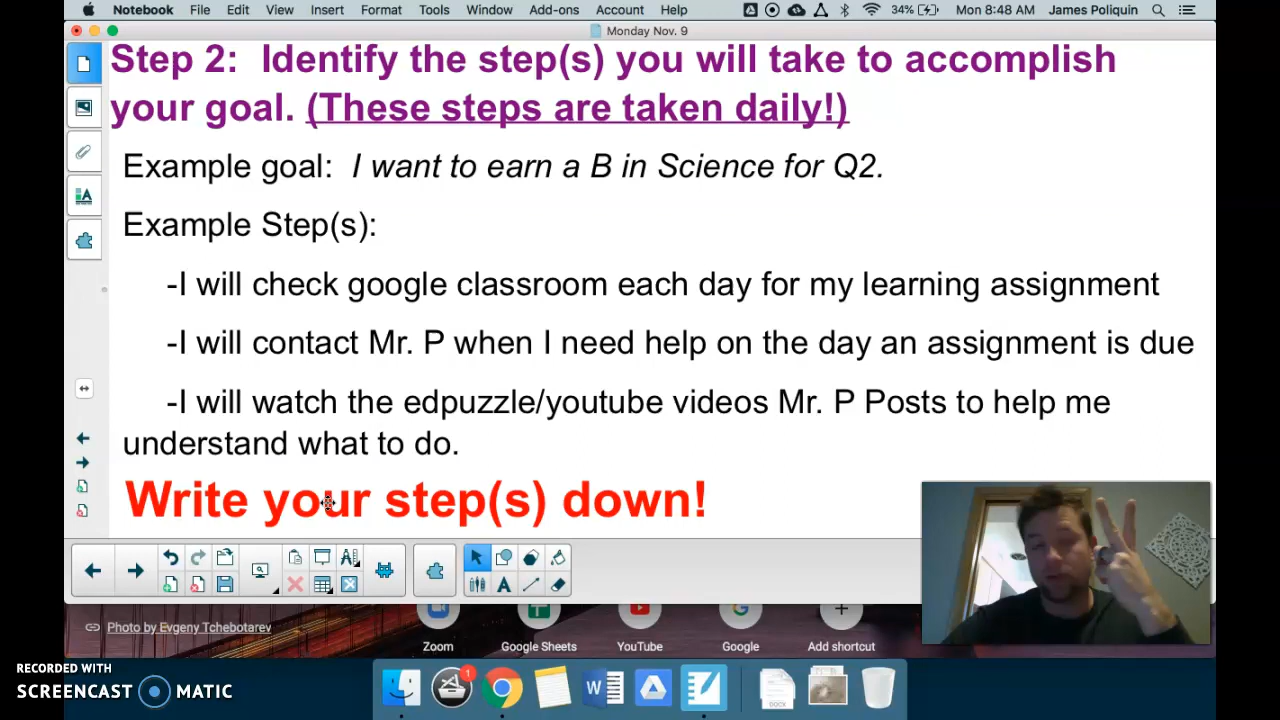 Notebook File Edit View Insert Format Tools Window Add-ons Account Help 34% Mon 8:48 AM James Poliquin
Monday Nov. 9
Step 2: Identify the step(s) you will take to accomplish
your goal. (These steps are taken daily!)
Example goal: I want to earn a B in Science for Q2.
Example Step(s):
-I will check google classroom each day for my learning assignment
-I will contact Mr. P when I need help on the day an assignment is due
-I will watch the edpuzzle/youtube videos Mr. P Posts to help me
understand what to do.
Write your step(s) down!
Photo by Evgeny Tchebotarev
Zoom Google Sheets YouTube Google Add shortcut
RECORDED WITH
SCREENCAST MATIC
1
DOCX